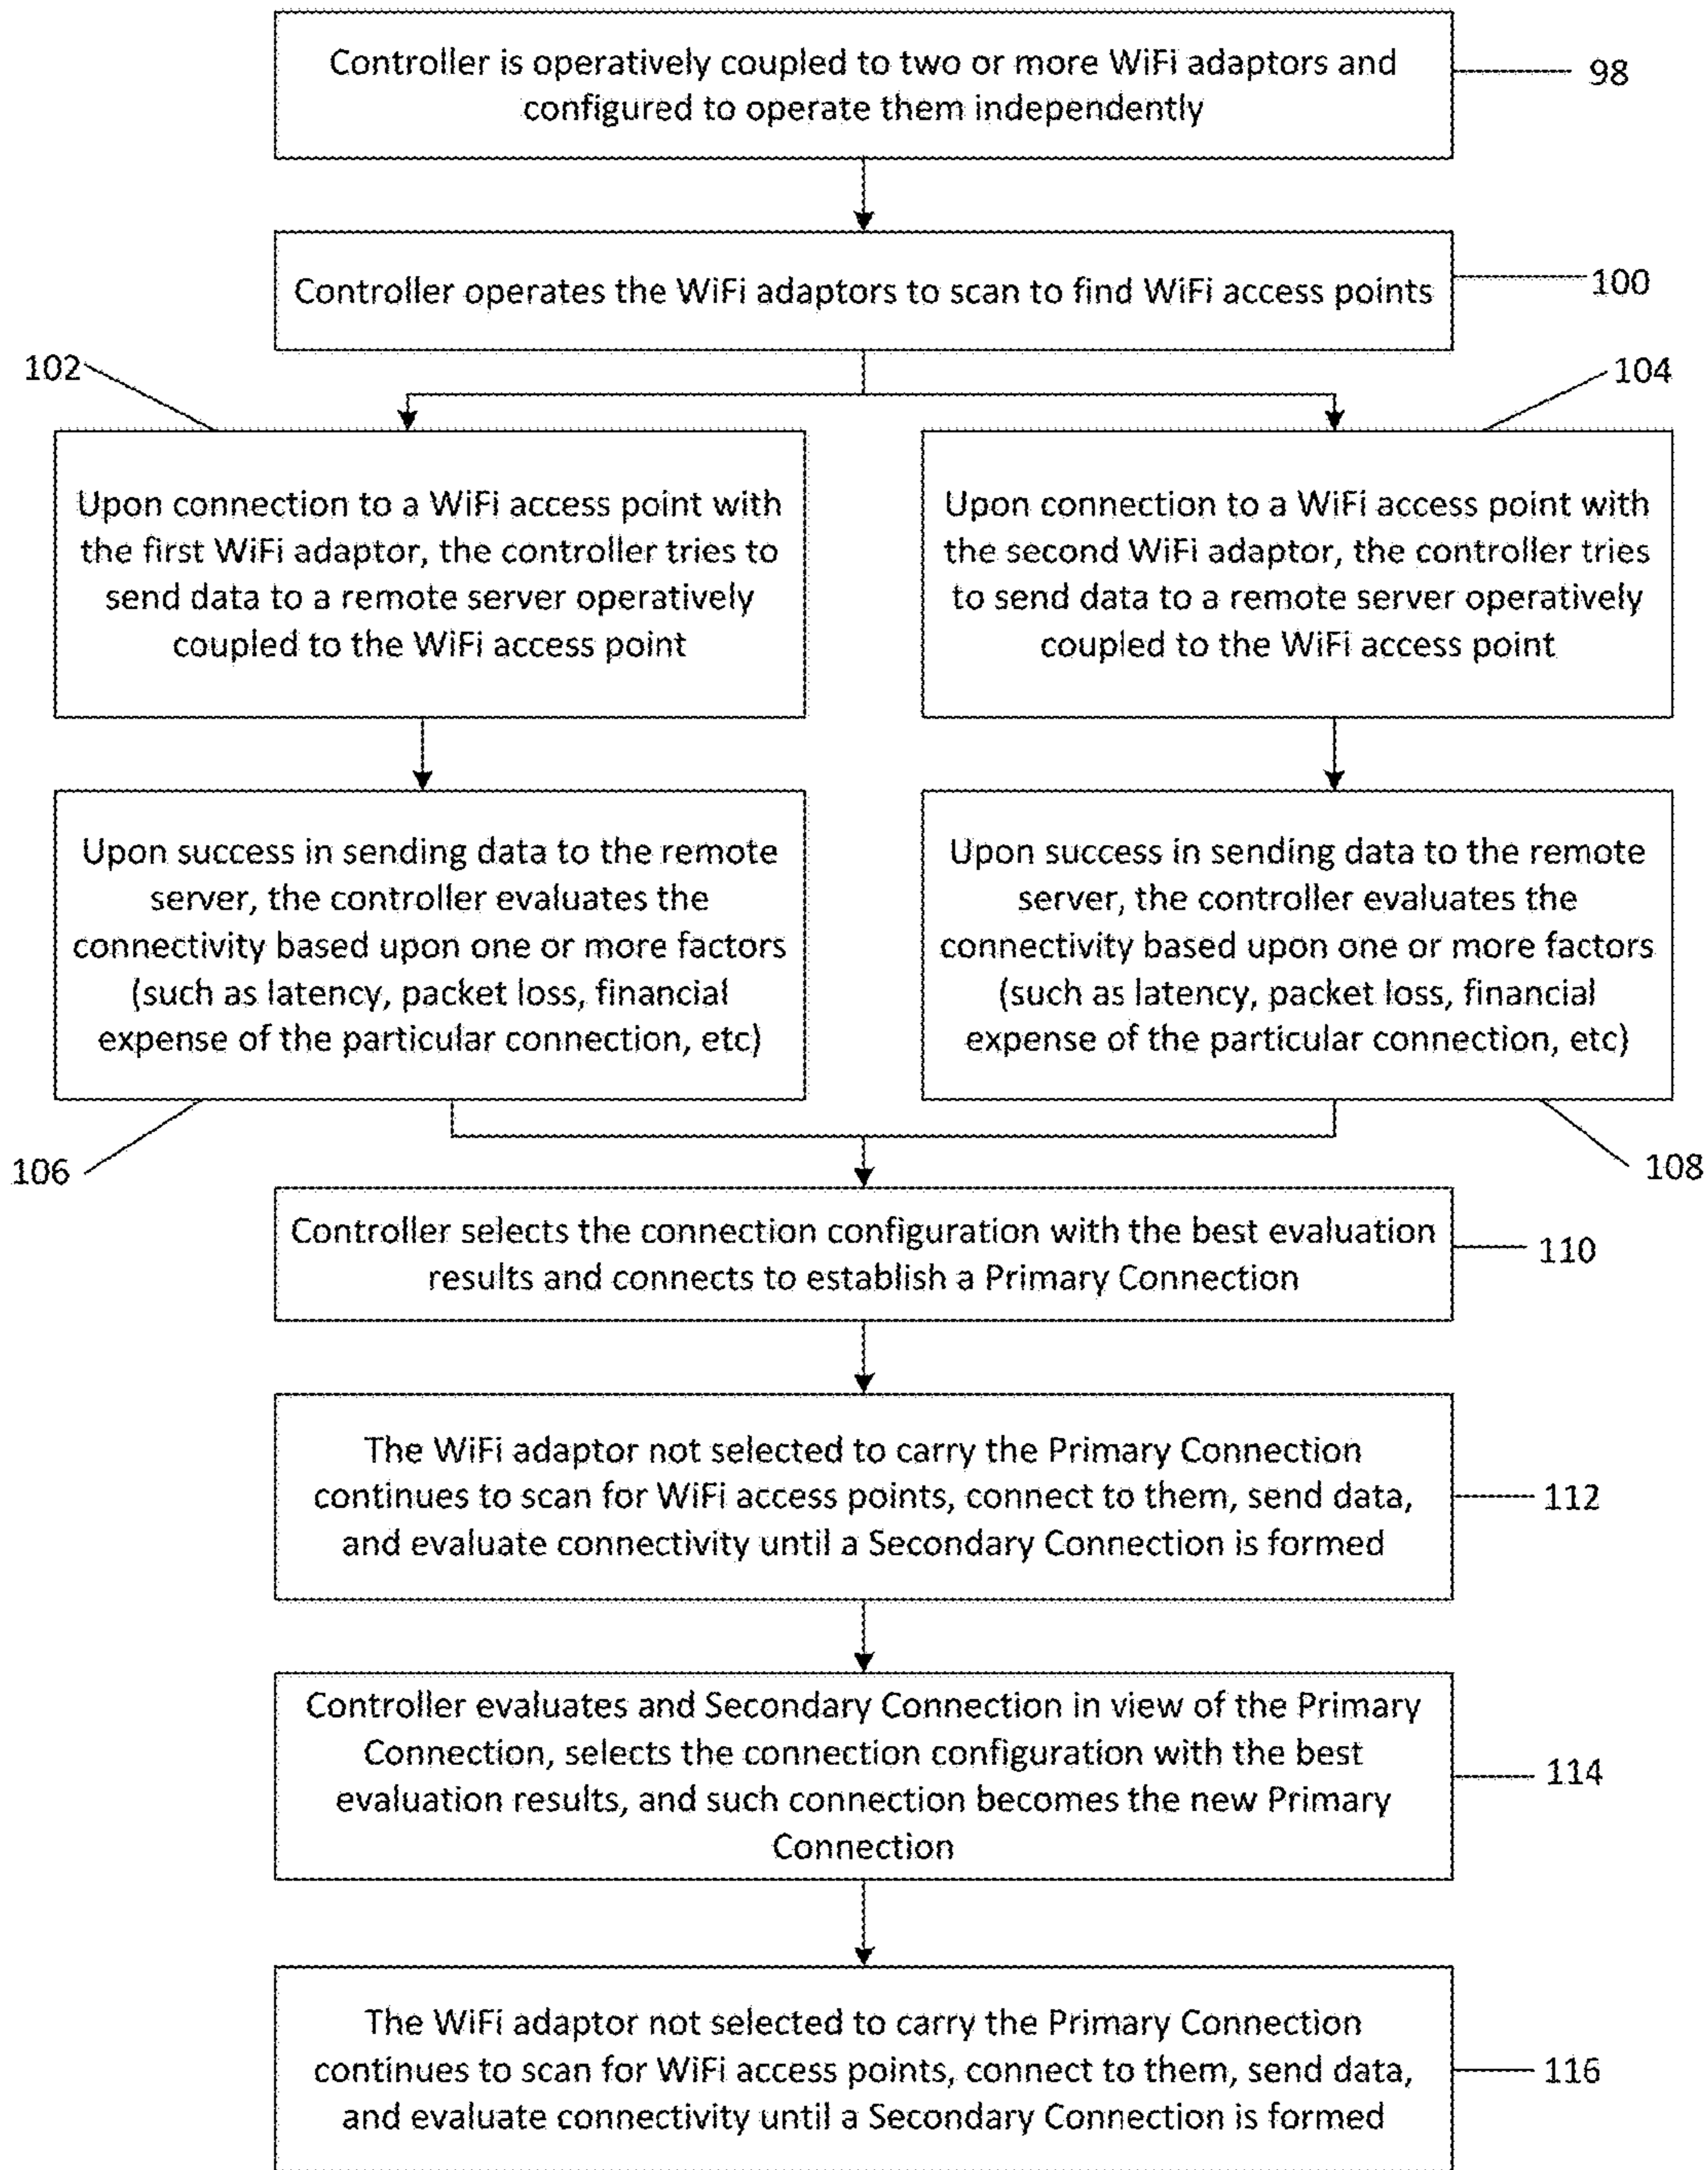 Controller is operatively coupled to two or more WiFi adaptors and
configured to operate them independently
98
Controller operates the WiFi adaptors to scan to find WiFi access points
100
102
104
Upon connection to a WiFi access point with
the first WiFi adaptor, the controller tries to
send data to a remote server operatively
coupled to the WiFi access point
Upon connection to a WiFi access point with
the second WiFi adaptor, the controller tries
to send data to a remote server operatively
coupled to the WiFi access point
Upon success in sending data to the remote
server, the controller evaluates the
connectivity based upon one or more factors
(such as latency, packet loss, financial
expense of the particular connection, etc)
Upon success in sending data to the remote
server, the controller evaluates the
connectivity based upon one or more factors
(such as latency, packet loss, financial
expense of the particular connection, etc)
106
108
Controller selects the connection configuration with the best evaluation
results and connects to establish a Primary Connection
110
The WiFi adaptor not selected to carry the Primary Connection
continues to scan for WiFi access points, connect to them, send data,
and evaluate connectivity until a Secondary Connection is formed
112
Controller evaluates and Secondary Connection in view of the Primary
Connection, selects the connection configuration with the best
evaluation results, and such connection becomes the new Primary
Connection
114
The WiFi adaptor not selected to carry the Primary Connection
continues to scan for WiFi access points, connect to them, send data,
and evaluate connectivity until a Secondary Connection is formed
116